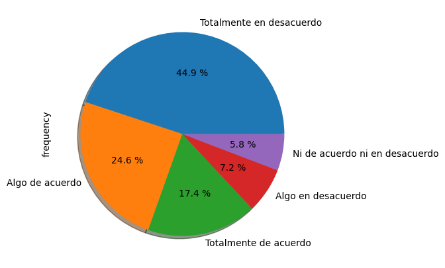 Totalmente en desacuerdo
44.9 %
frequency
5.8 %
Ni de acuerdo ni en desacuerdo
24.6 %
7.2 %
Algo de acuerdo
17.4 %
Algo en desacuerdo
Totalmente de acuerdo